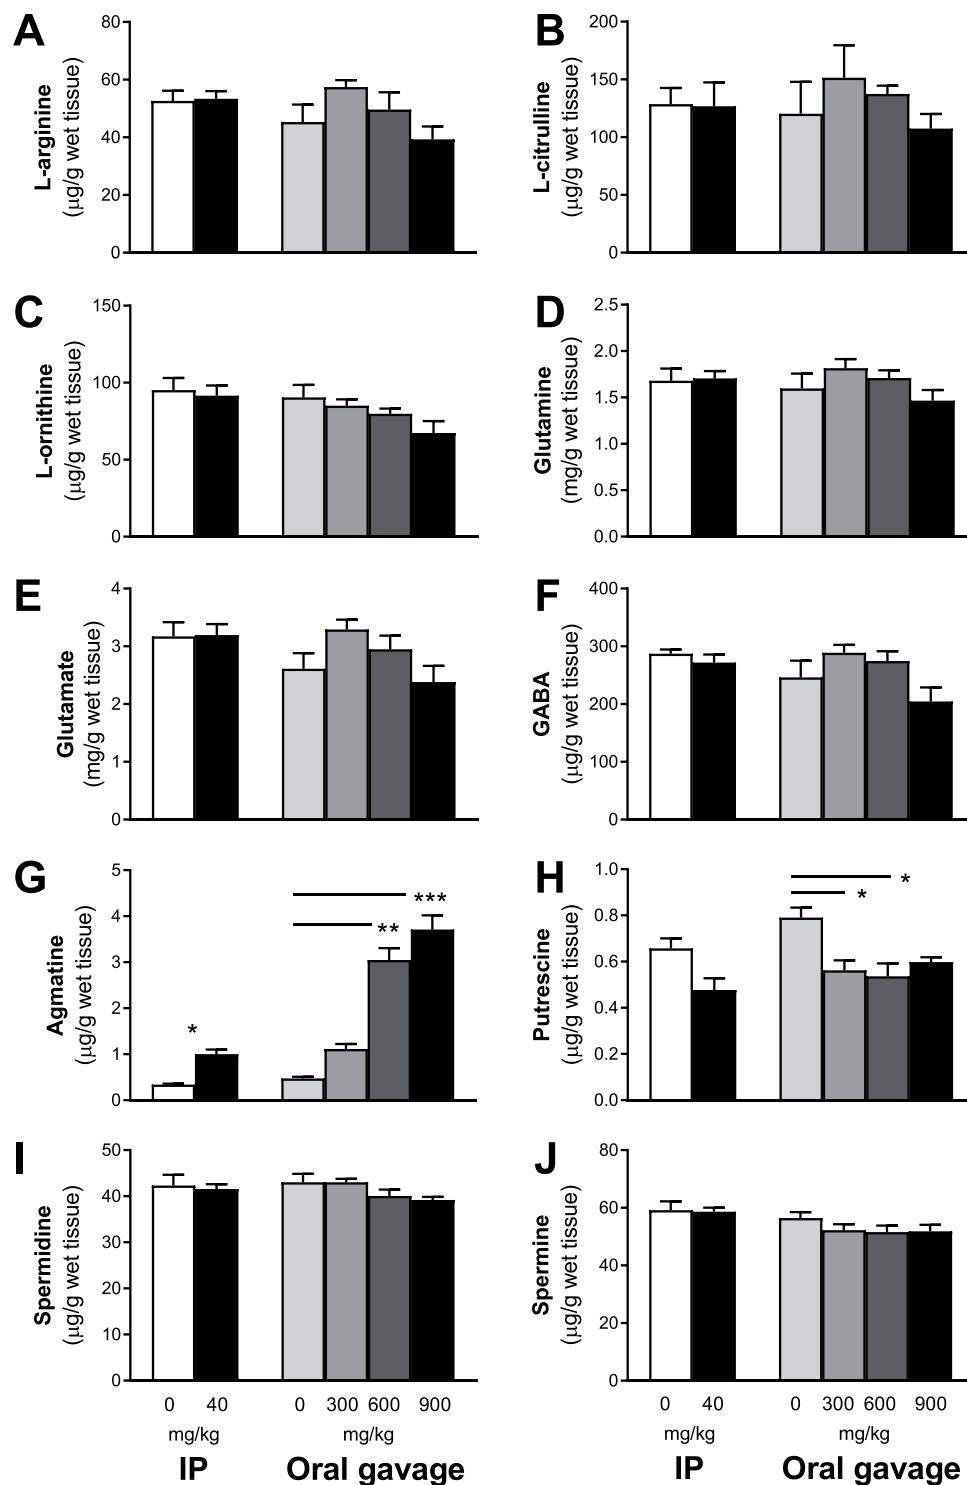 A
L-arginine
(μg/g wet tissue)
80
60
40
20
0
B
L-citrulline
(μg/g wet tissue)
200
150
100
50
0
C
L-ornithine
(μg/g wet tissue)
150
100
50
0
D
Glutamine
(mg/g wet tissue)
2.5
2.0
1.5
1.0
0.5
0.0
E
Glutamate
(mg/g wet tissue)
4
3
2
1
0
F
GABA
(μg/g wet tissue)
400
300
200
100
0
G
Agmatine
(μg/g wet tissue)
5
4
3
2
1
0
*
**
***
H
Putrescine
(μg/g wet tissue)
1.0
0.8
0.6
0.4
0.2
0.0
*
*
I
Spermidine
(μg/g wet tissue)
50
40
30
20
10
0
0 40 0 300 600 900
mg/kg mg/kg
IP Oral gavage
J
Spermine
(μg/g wet tissue)
80
60
40
20
0
0 40 0 300 600 900
mg/kg mg/kg
IP Oral gavage